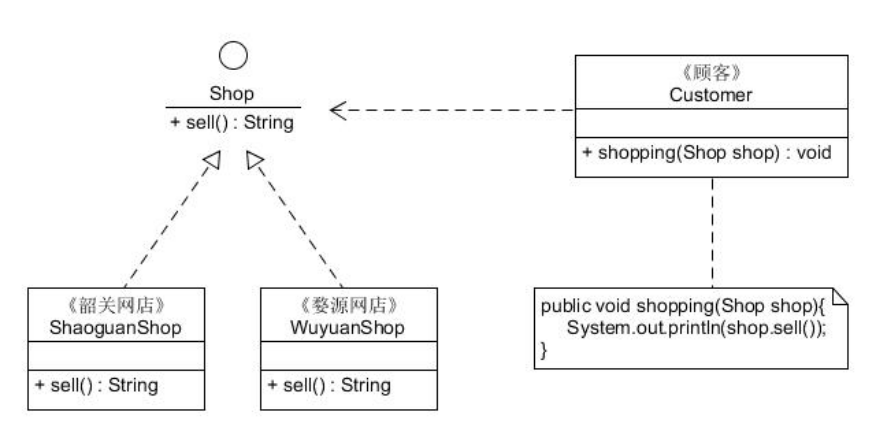 Shop
+ sell() : String
《顾客》
Customer
+ shopping(Shop shop) : void
《韶关网店》
ShaoguanShop
+ sell() : String
《婺源网店》
WuyuanShop
+ sell() : String
public void shopping(Shop shop){
System.out.println(shop.sell());
}